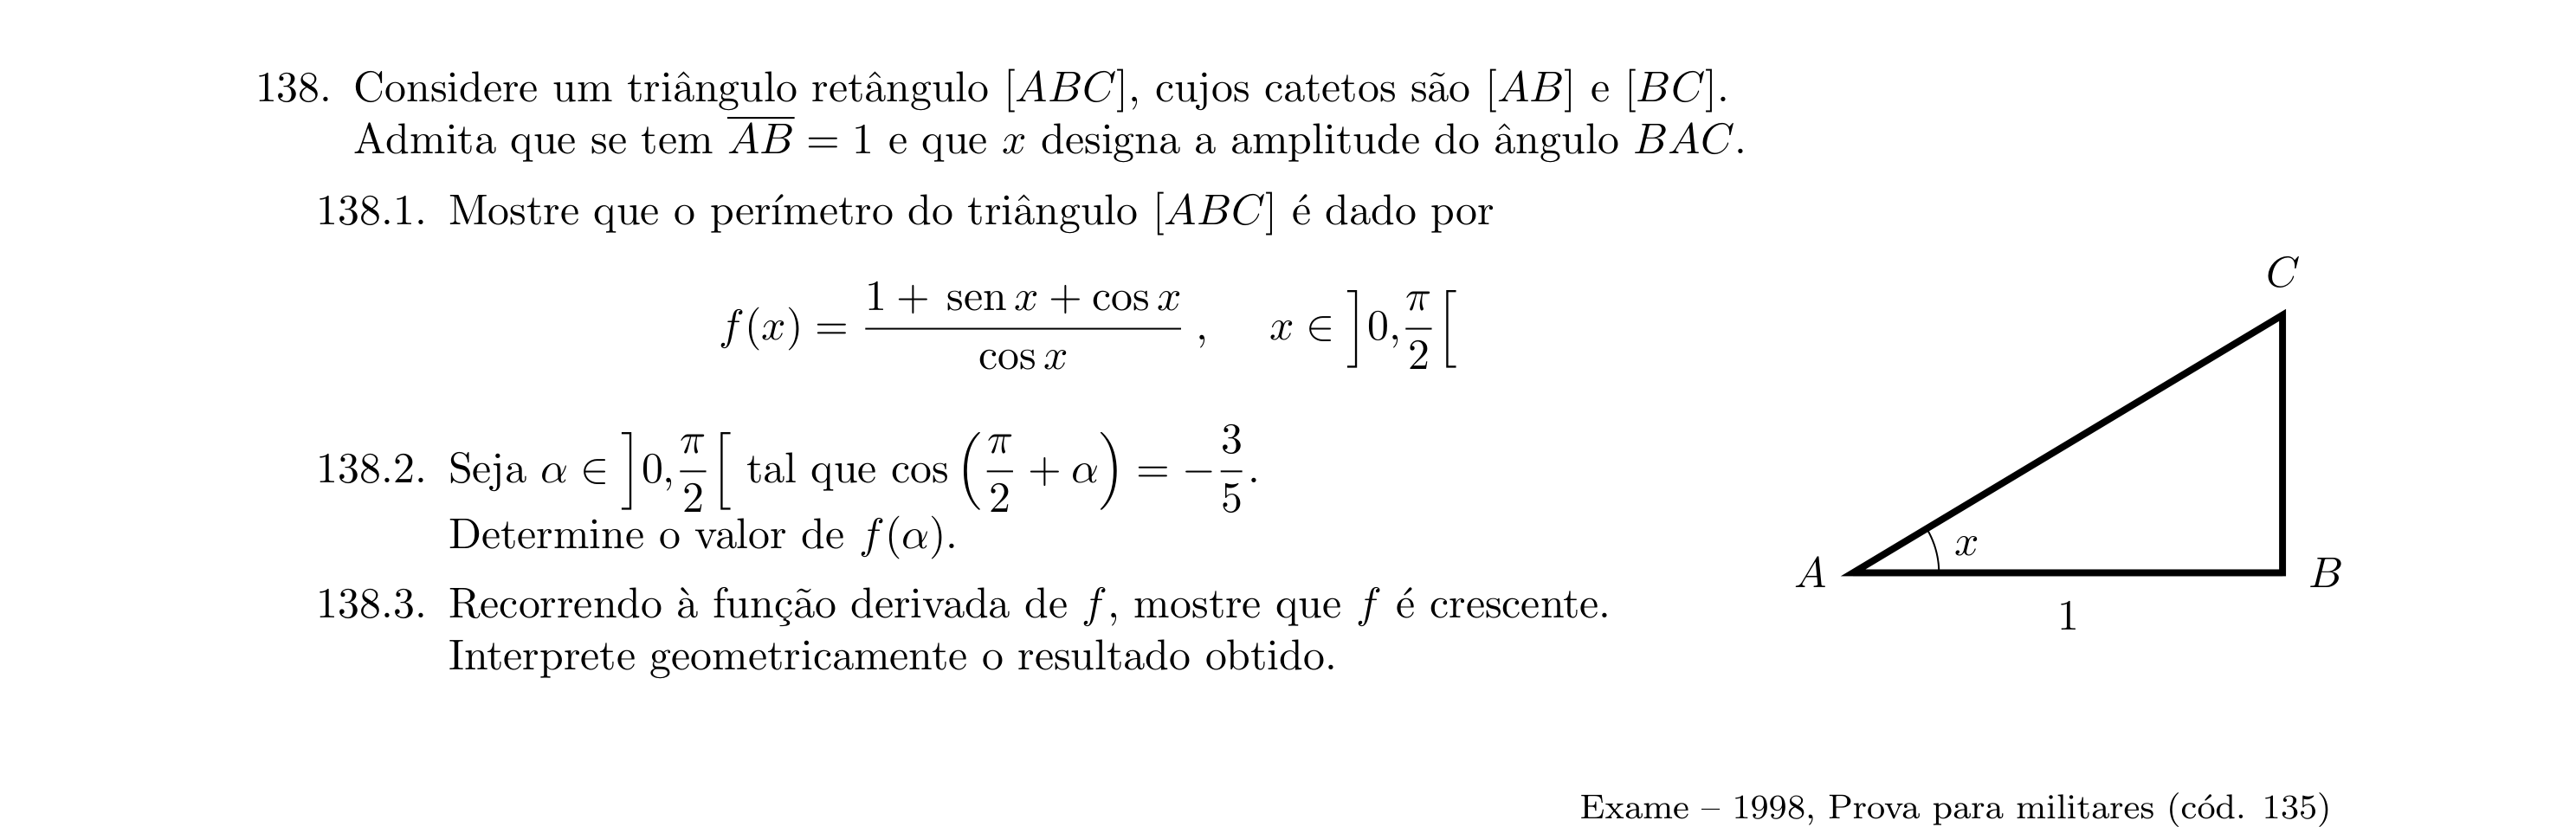 138. Considere um triângulo retângulo [ABC], cujos catetos são [AB] e [BC].
Admita que se tem $\overline{AB} = 1$ e que x designa a amplitude do ângulo BAC.
138.1. Mostre que o perímetro do triângulo [ABC] é dado por
$f(x) = \frac{1 + \operatorname{sen} x + \cos x}{\cos x}$ , $x \in \left]0, \frac{\pi}{2}\right[$
138.2. Seja $\alpha \in \left]0, \frac{\pi}{2}\right[$ tal que $\cos\left(\frac{\pi}{2} + \alpha\right) = -\frac{3}{5}$.
Determine o valor de $f(\alpha)$.
138.3. Recorrendo à função derivada de f, mostre que f é crescente.
Interprete geometricamente o resultado obtido.
C
A
x
B
1
Exame – 1998, Prova para militares (cód. 135)